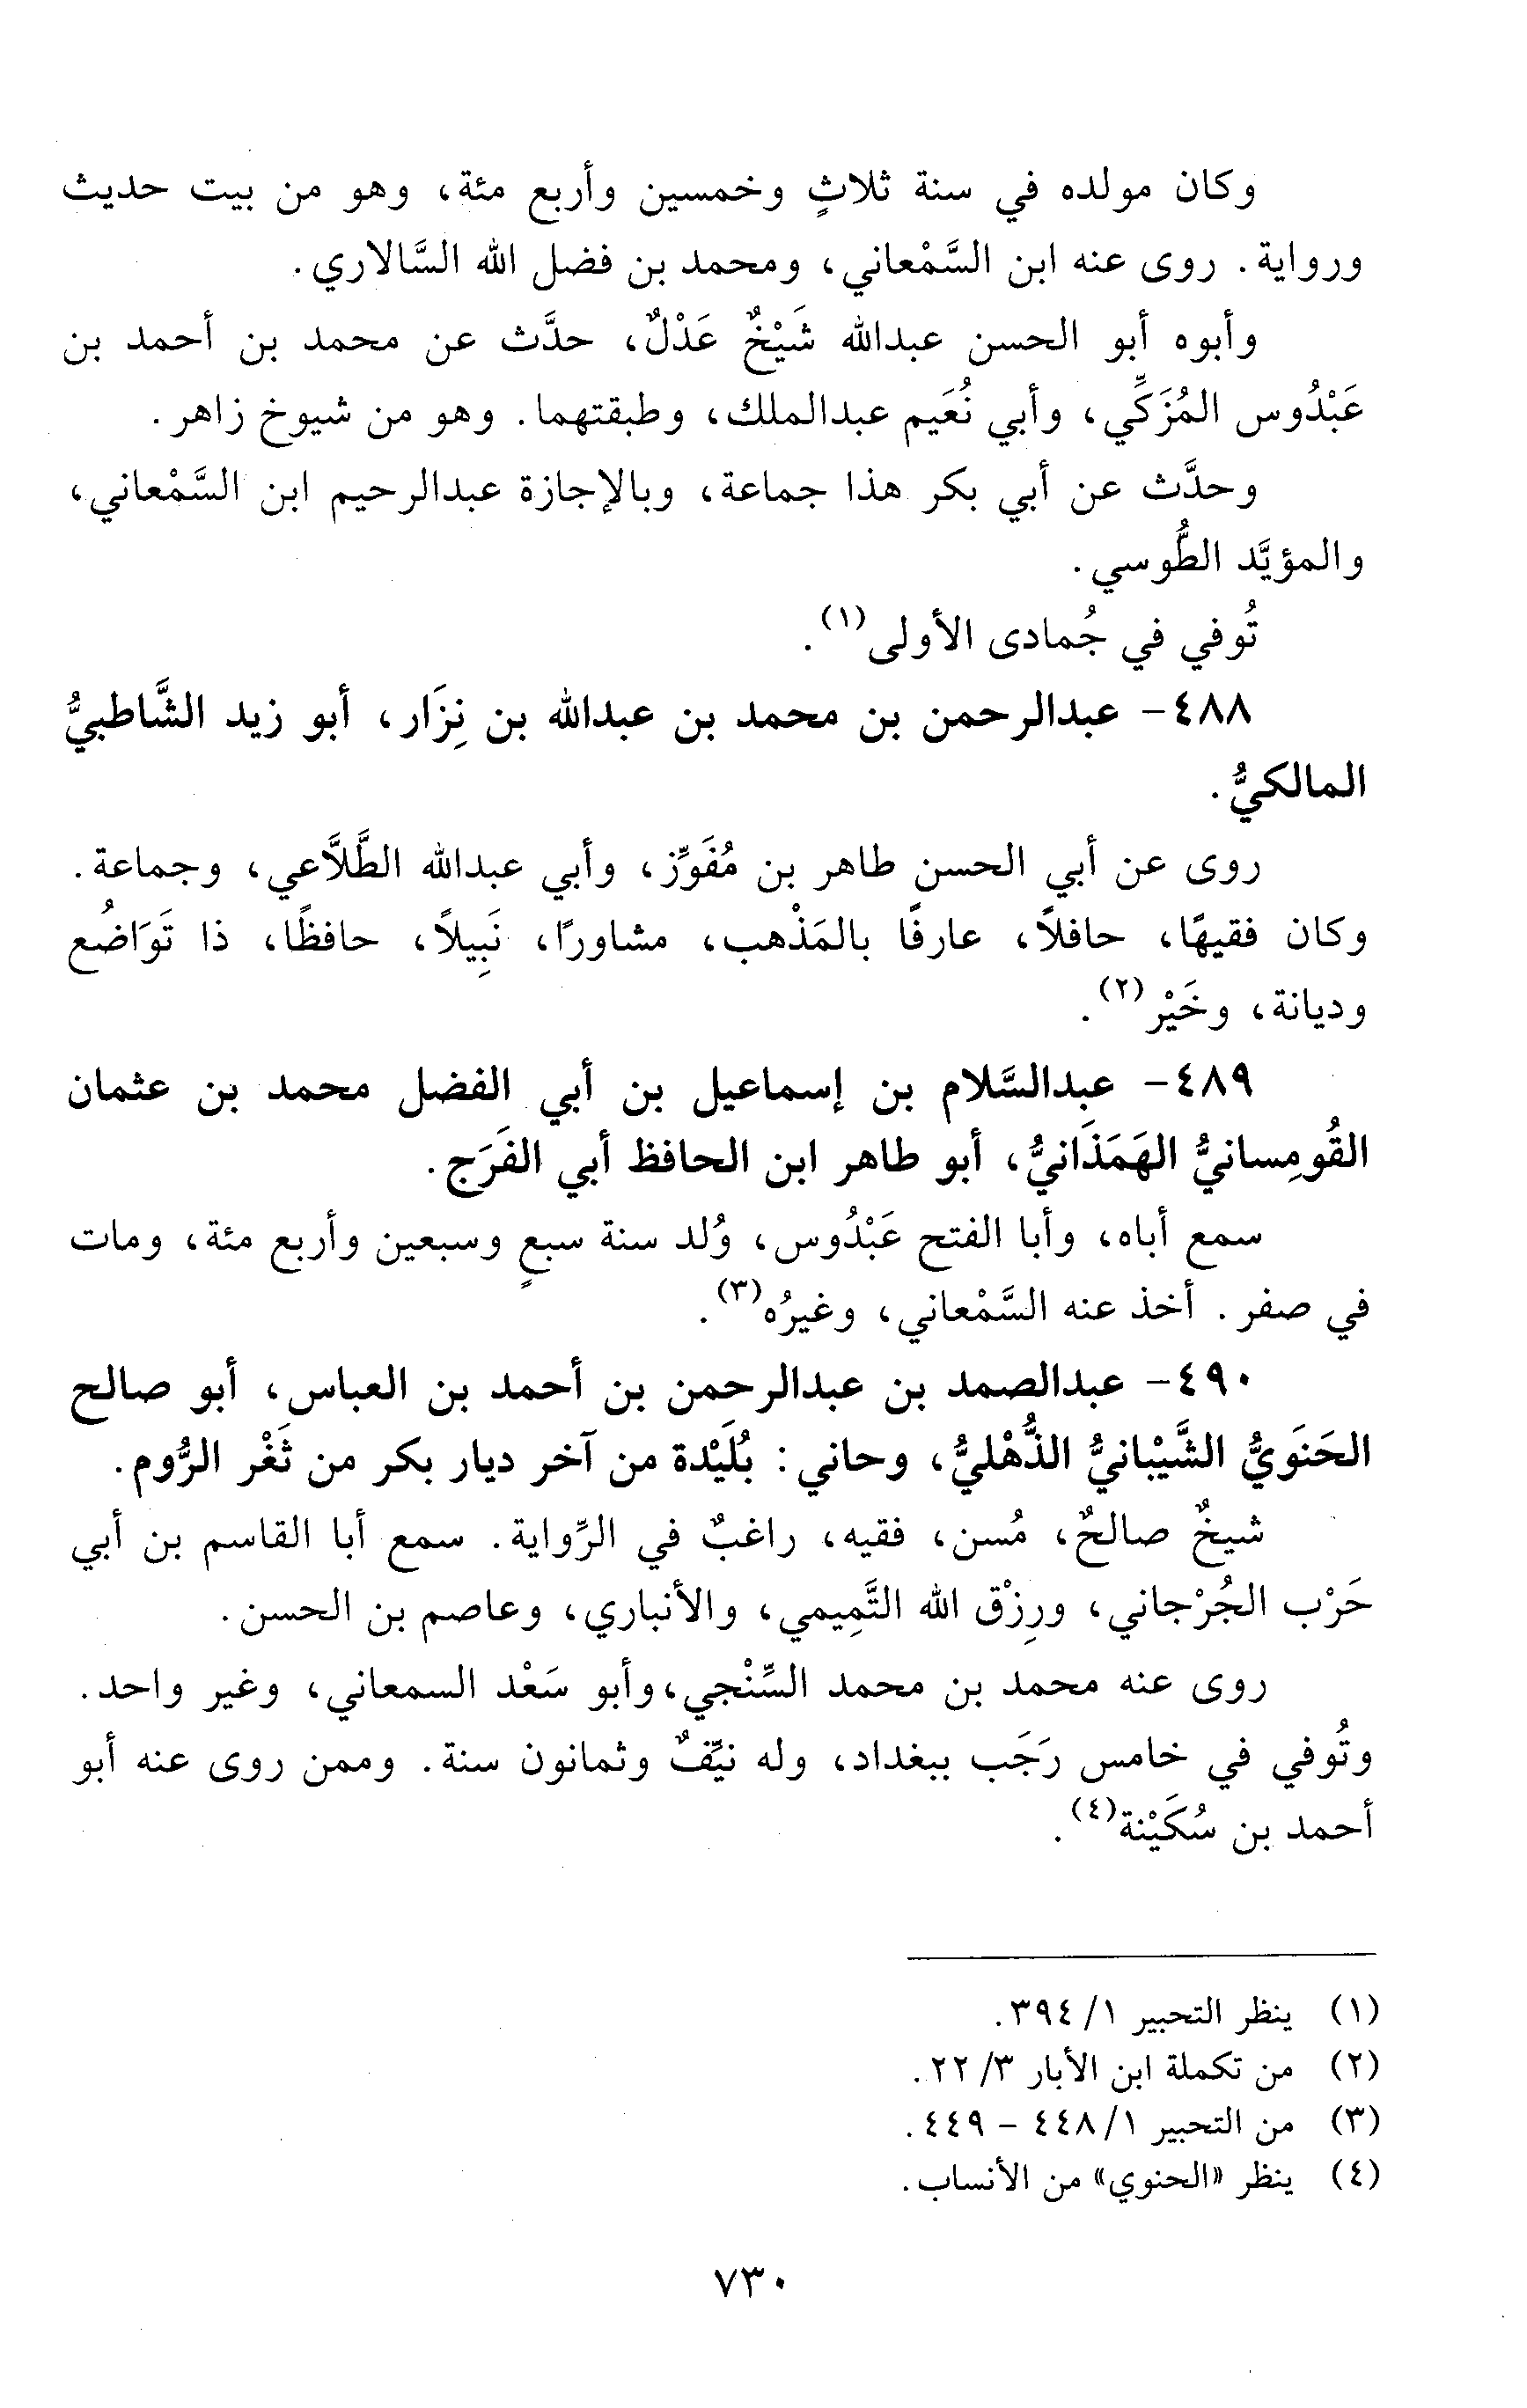 وكان مولده في سنة ثلاثٍ وخمسين وأربع مئة، وهو من بيت حديث
ورواية. روى عنه ابن السَّمْعاني، ومحمد بن فضل الله السَّالاري.
وأبوه أبو الحسن عبدالله شَيْخٌ عَدْلٌ، حدَّث عن محمد بن أحمد بن
عَبْدُوس المُزَكِّي، وأبي نُعَيم عبدالملك، وطبقتهما. وهو من شيوخ زاهر.
وحدَّث عن أبي بكر هذا جماعة، وبالإجازة عبدالرحيم ابن السَّمْعاني،
والمؤيَّد الطُّوسي.
تُوفي في جُمادى الأولى(١).
٤٨٨- عبدالرحمن بن محمد بن عبدالله بن نِزَار، أبو زيد الشَّاطبيُّ
المالكيُّ.
روى عن أبي الحسن طاهر بن مُفَوِّز، وأبي عبدالله الطَّلَّاعي، وجماعة.
وكان فقيهًا، حافلاً، عارفًا بالمَذْهب، مشاورًا، نَبِيلاً، حافظًا، ذا تَوَاضُع
وديانة، وخَيْر(٢).
٤٨٩- عبدالسَّلام بن إسماعيل بن أبي الفضل محمد بن عثمان
القُومِسانيُّ الهَمَذَانيُّ، أبو طاهر ابن الحافظ أبي الفَرَج.
سمع أباه، وأبا الفتح عَبْدُوس، وُلد سنة سبعٍ وسبعين وأربع مئة، ومات
في صفر. أخذ عنه السَّمْعاني، وغيرُه(٣).
٤٩٠- عبدالصمد بن عبدالرحمن بن أحمد بن العباس، أبو صالح
الحَنَويُّ الشَّيْبانيُّ الذُّهْليُّ، وحاني: بُلَيْدة من آخر ديار بكر من ثَغْر الرُّوم.
شيخٌ صالحٌ، مُسن، فقيه، راغبٌ في الرِّواية. سمع أبا القاسم بن أبي
حَرْب الجُرْجاني، ورِزْق الله التَّمِيمي، والأنباري، وعاصم بن الحسن.
روى عنه محمد بن محمد السِّنْجي، وأبو سَعْد السمعاني، وغير واحد.
وتُوفي في خامس رَجَب ببغداد، وله نيِّفٌ وثمانون سنة. وممن روى عنه أبو
أحمد بن سُكَيْنة(٤).
(١) ينظر التحبير ١/ ٣٩٤.
(٢) من تكملة ابن الأبار ٣/ ٢٢.
(٣) من التحبير ١/ ٤٤٨ - ٤٤٩.
(٤) ينظر «الحنوي» من الأنساب.
٧٣٠